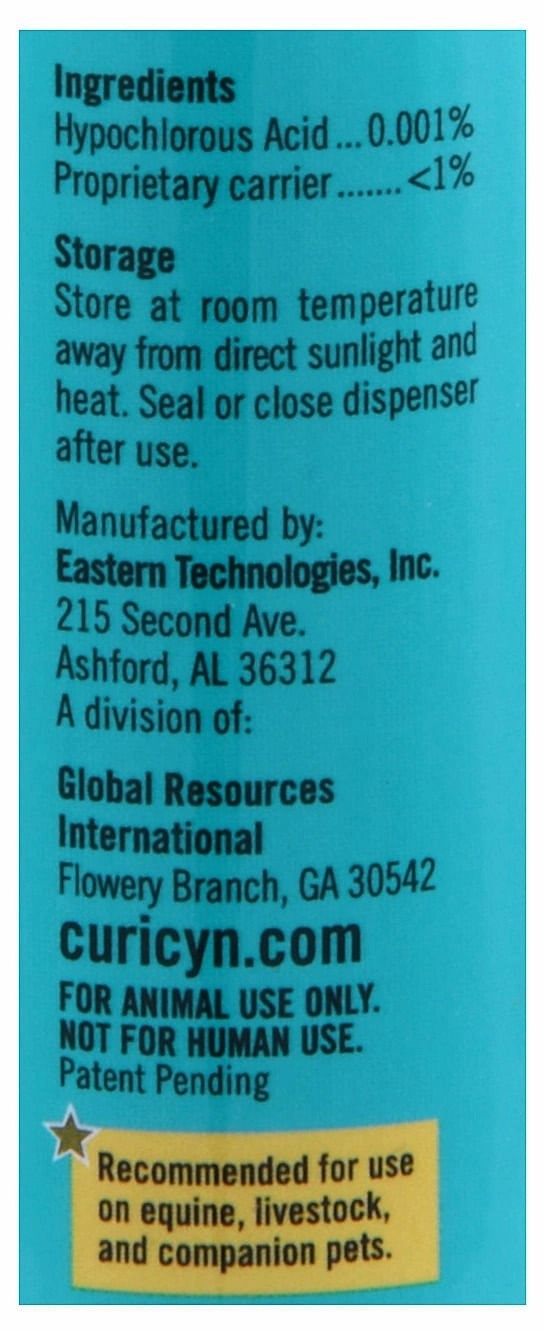 Ingredients
Hypochlorous Acid ... 0.001%
Proprietary carrier ....... <1%
Storage
Store at room temperature
away from direct sunlight and
heat. Seal or close dispenser
after use.
Manufactured by:
Eastern Technologies, Inc.
215 Second Ave.
Ashford, AL 36312
A division of:
Global Resources
International
Flowery Branch, GA 30542
curicyn.com
FOR ANIMAL USE ONLY.
NOT FOR HUMAN USE.
Patent Pending
Recommended for use
on equine, livestock,
and companion pets.